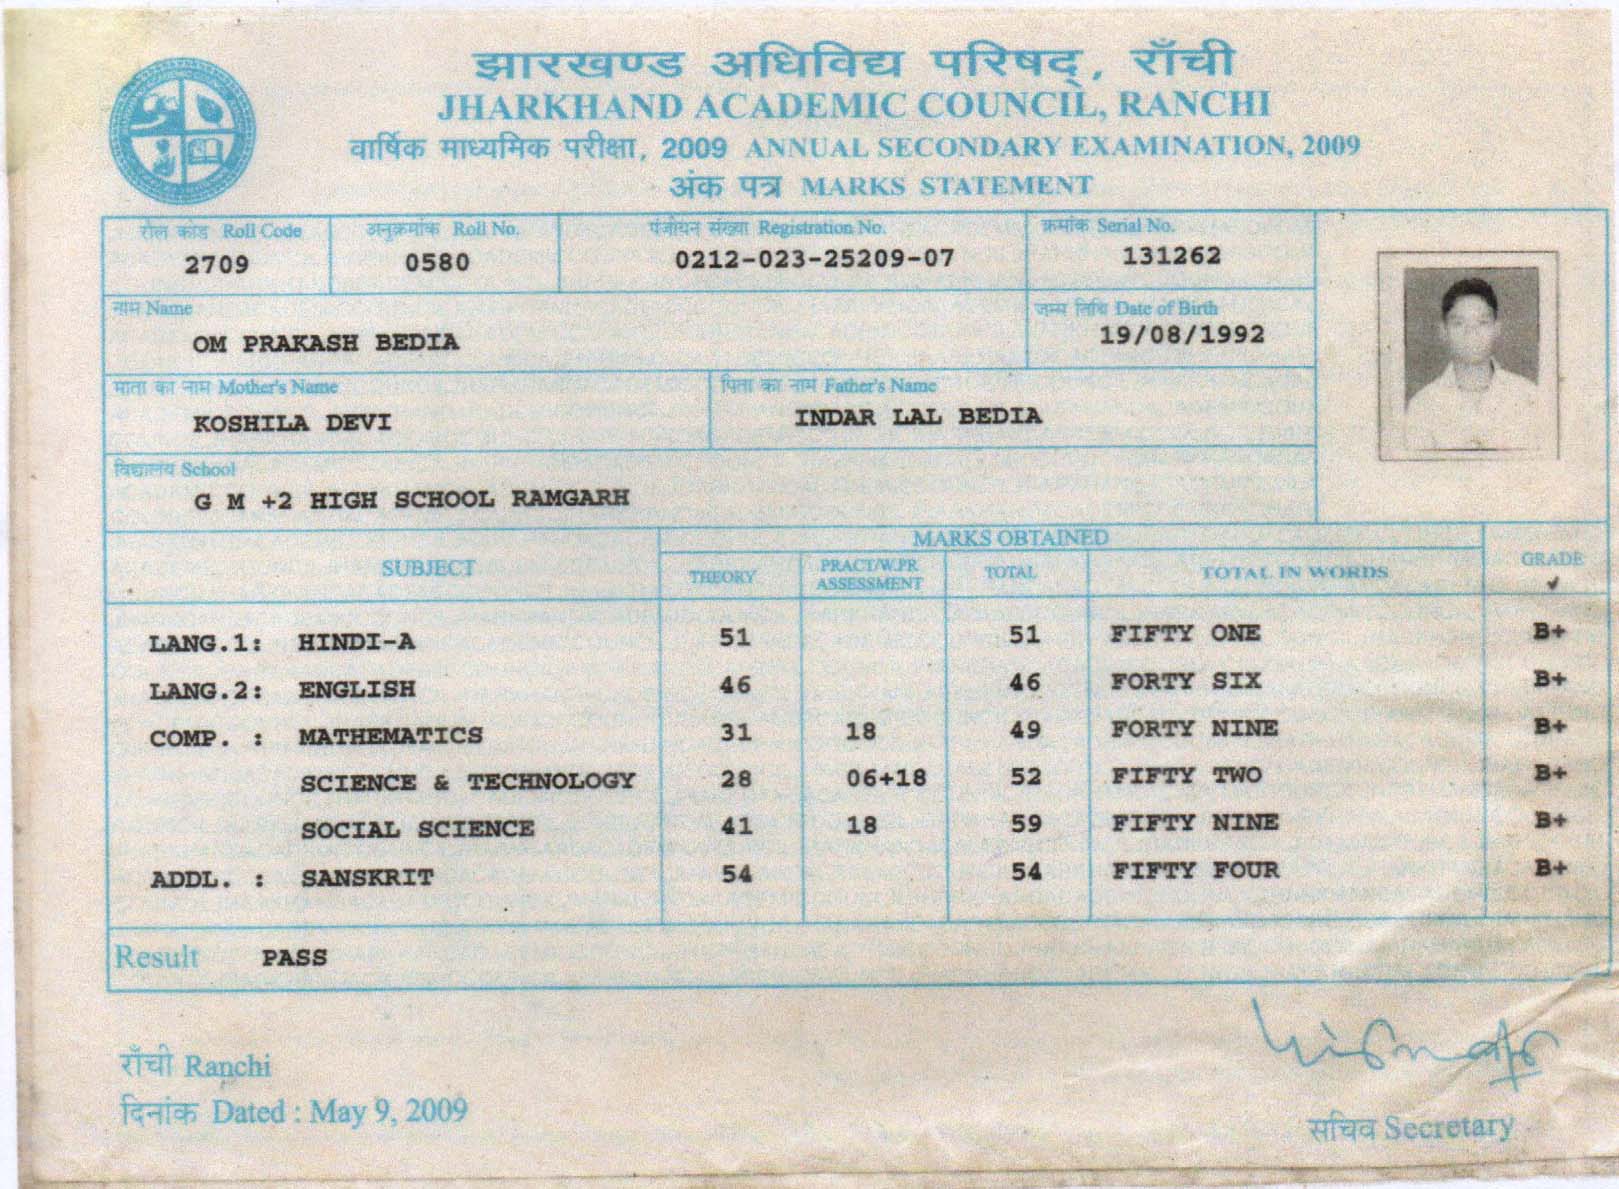 झारखण्ड अधिविद्य परिषद्, राँची
JHARKHAND ACADEMIC COUNCIL, RANCHI
वार्षिक माध्यमिक परीक्षा, 2009 ANNUAL SECONDARY EXAMINATION, 2009
अंक पत्र MARKS STATEMENT
रोल कोड Roll Code अनुक्रमांक Roll No. पंजीयन संख्या Registration No. क्रमांक Serial No.
2709 0580 0212-023-25209-07 131262
नाम Name जन्म तिथि Date of Birth
OM PRAKASH BEDIA 19/08/1992
माता का नाम Mother's Name पिता का नाम Father's Name
KOSHILA DEVI INDAR LAL BEDIA
विद्यालय School
G M +2 HIGH SCHOOL RAMGARH
MARKS OBTAINED
SUBJECT THEORY PRACT/W.PR ASSESSMENT TOTAL TOTAL IN WORDS GRADE
LANG.1: HINDI-A 51 51 FIFTY ONE B+
LANG.2: ENGLISH 46 46 FORTY SIX B+
COMP. : MATHEMATICS 31 18 49 FORTY NINE B+
SCIENCE & TECHNOLOGY 28 06+18 52 FIFTY TWO B+
SOCIAL SCIENCE 41 18 59 FIFTY NINE B+
ADDL. : SANSKRIT 54 54 FIFTY FOUR B+
Result PASS
राँची Ranchi
दिनांक Dated : May 9, 2009
सचिव Secretary